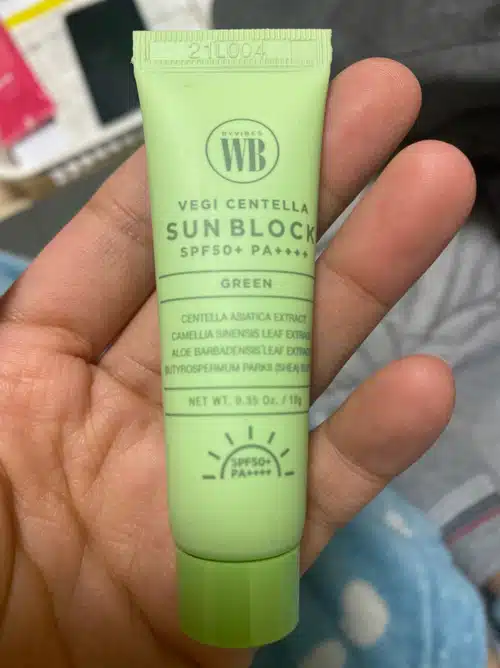 21L004
BYVIBES
WB
VEGI CENTELLA
SUN BLOCK
SPF50+ PA++++
GREEN
CENTELLA ASIATICA EXTRACT
CAMELLIA SINENSIS LEAF EXTRACT
ALOE BARBADENSIS LEAF EXTRACT
BUTYROSPERMUM PARKII (SHEA)
NET WT. 0.35 Oz. / 10g
SPF50+
PA++++